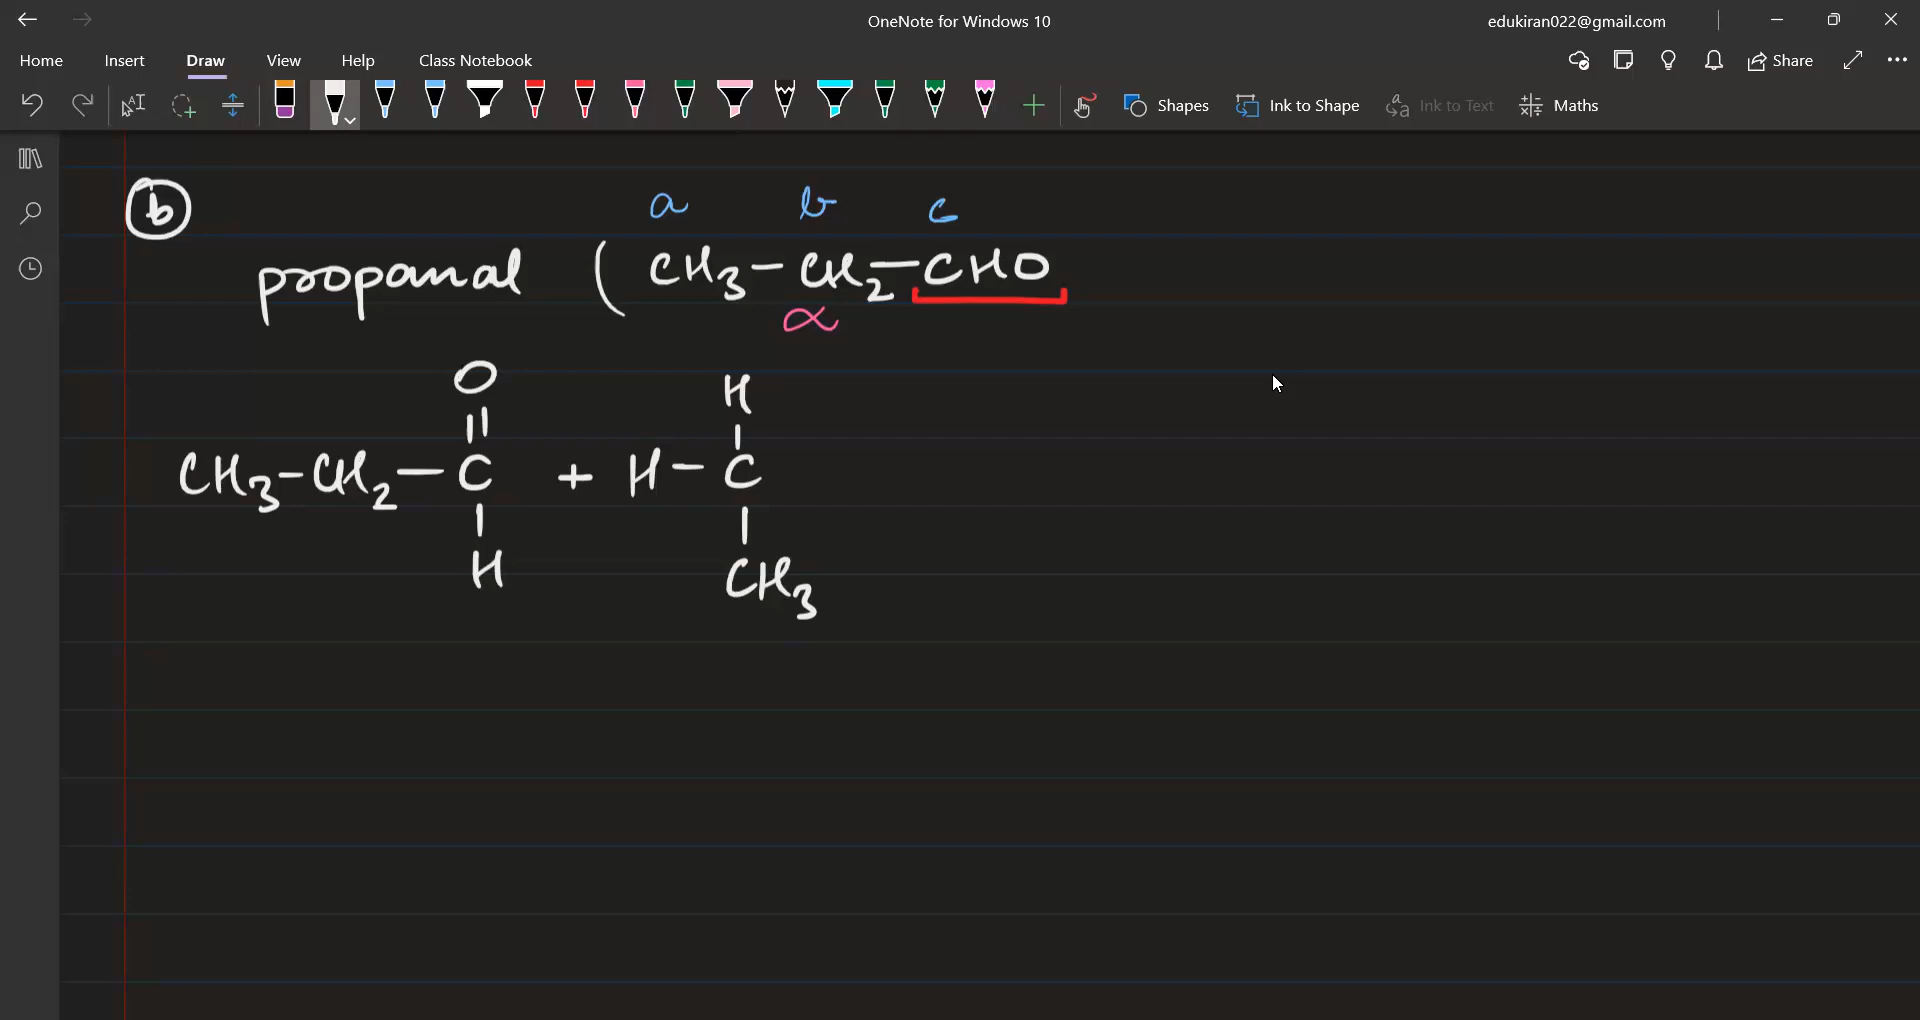 OneNote for Windows 10
edukiran022@gmail.com
Home Insert Draw View Help Class Notebook
Share
Shapes Ink to Shape Ink to Text Maths
b
a b c
propanal ( CH₃-CH₂-CHO
α
O
||
CH₃-CH₂-C
|
H
+
H
|
H-C
|
CH₃